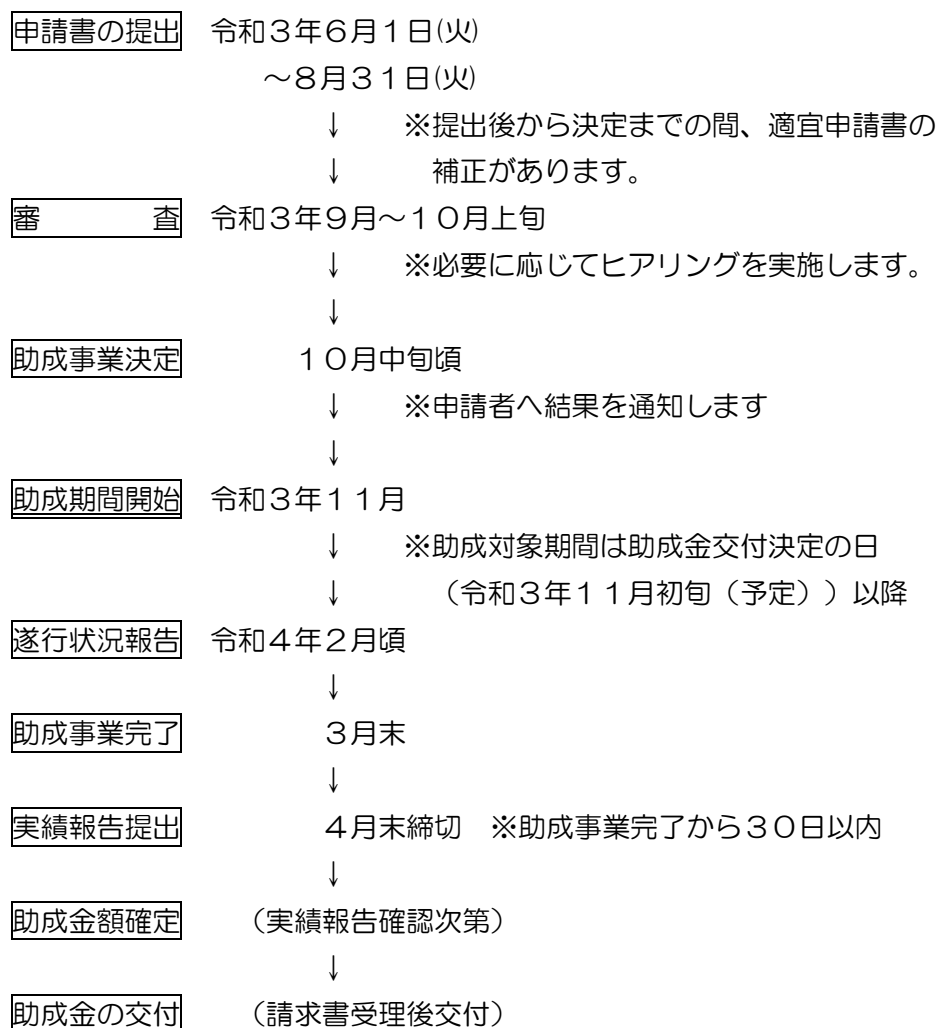 申請書の提出　令和３年６月１日㈫
～８月３１日㈫
↓　※提出後から決定までの間、適宜申請書の
↓　補正があります。
審　　　査　令和３年９月～１０月上旬
↓　※必要に応じてヒアリングを実施します。
↓
助成事業決定　１０月中旬頃
↓　※申請者へ結果を通知します
↓
助成期間開始　令和３年１１月
↓　※助成対象期間は助成金交付決定の日
↓　（令和３年１１月初旬（予定））以降
遂行状況報告　令和４年２月頃
↓
助成事業完了　３月末
↓
実績報告提出　４月末締切　※助成事業完了から３０日以内
↓
助成金額確定　（実績報告確認次第）
↓
助成金の交付　（請求書受理後交付）